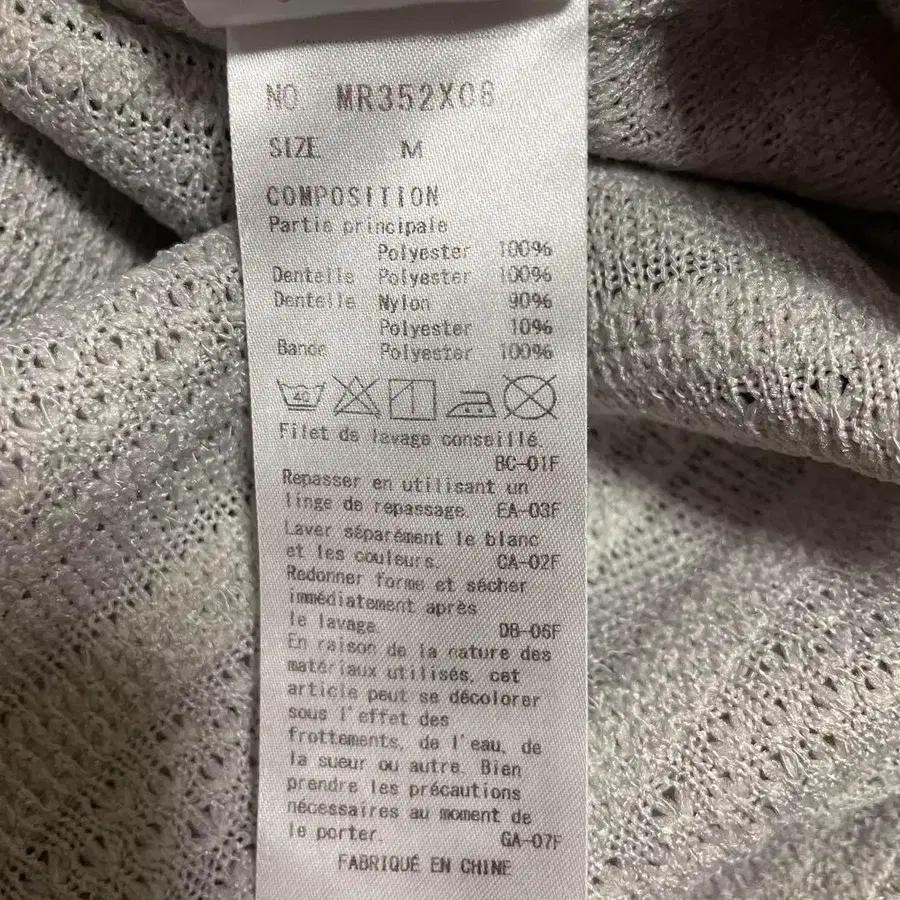 NO MR352X08
SIZE M
COMPOSITION
Partie principale
Polyester 100%
Dentelle Polyester 100%
Dentelle Nylon 90%
Polyester 10%
Bande Polyester 100%
40
Filet de lavage conseillé.
BC-01F
Repasser en utilisant un
linge de repassage. EA-03F
Laver séparément le blanc
et les couleurs. CA-02F
Redonner forme et sécher
immédiatement après
le lavage. DB-06F
En raison de la nature des
matériaux utilisés, cet
article peut se décolorer
sous l'effet des
frottements, de l'eau, de
la sueur ou autre. Bien
prendre les précautions
nécessaires au moment de
le porter. GA-07F
FABRIQUÉ EN CHINE